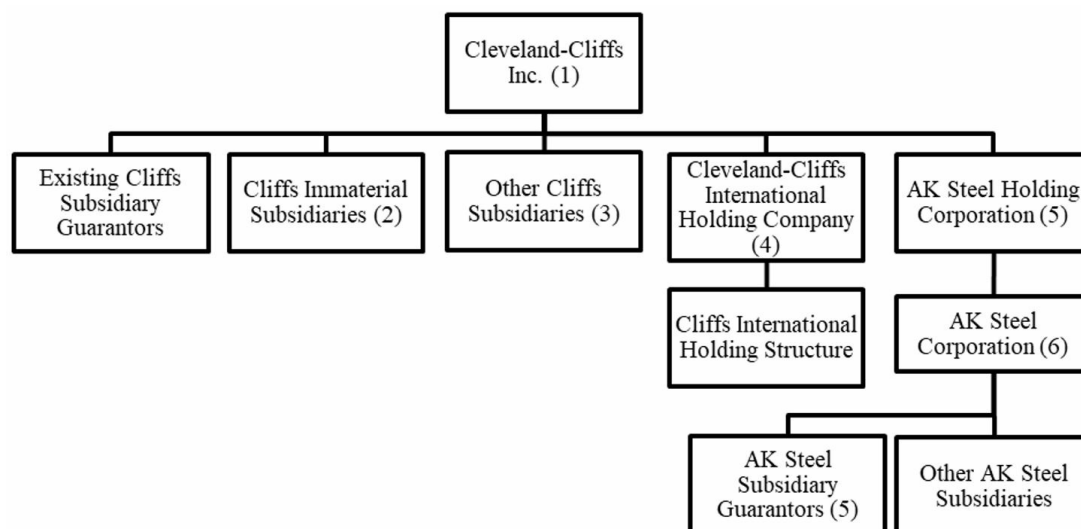 Cleveland-Cliffs
Inc. (1)
Existing Cliffs
Subsidiary
Guarantors
Cliffs Immaterial
Subsidiaries (2)
Other Cliffs
Subsidiaries (3)
Cleveland-Cliffs
International
Holding Company
(4)
AK Steel Holding
Corporation (5)
Cliffs International
Holding Structure
AK Steel
Corporation (6)
AK Steel
Subsidiary
Guarantors (5)
Other AK Steel
Subsidiaries